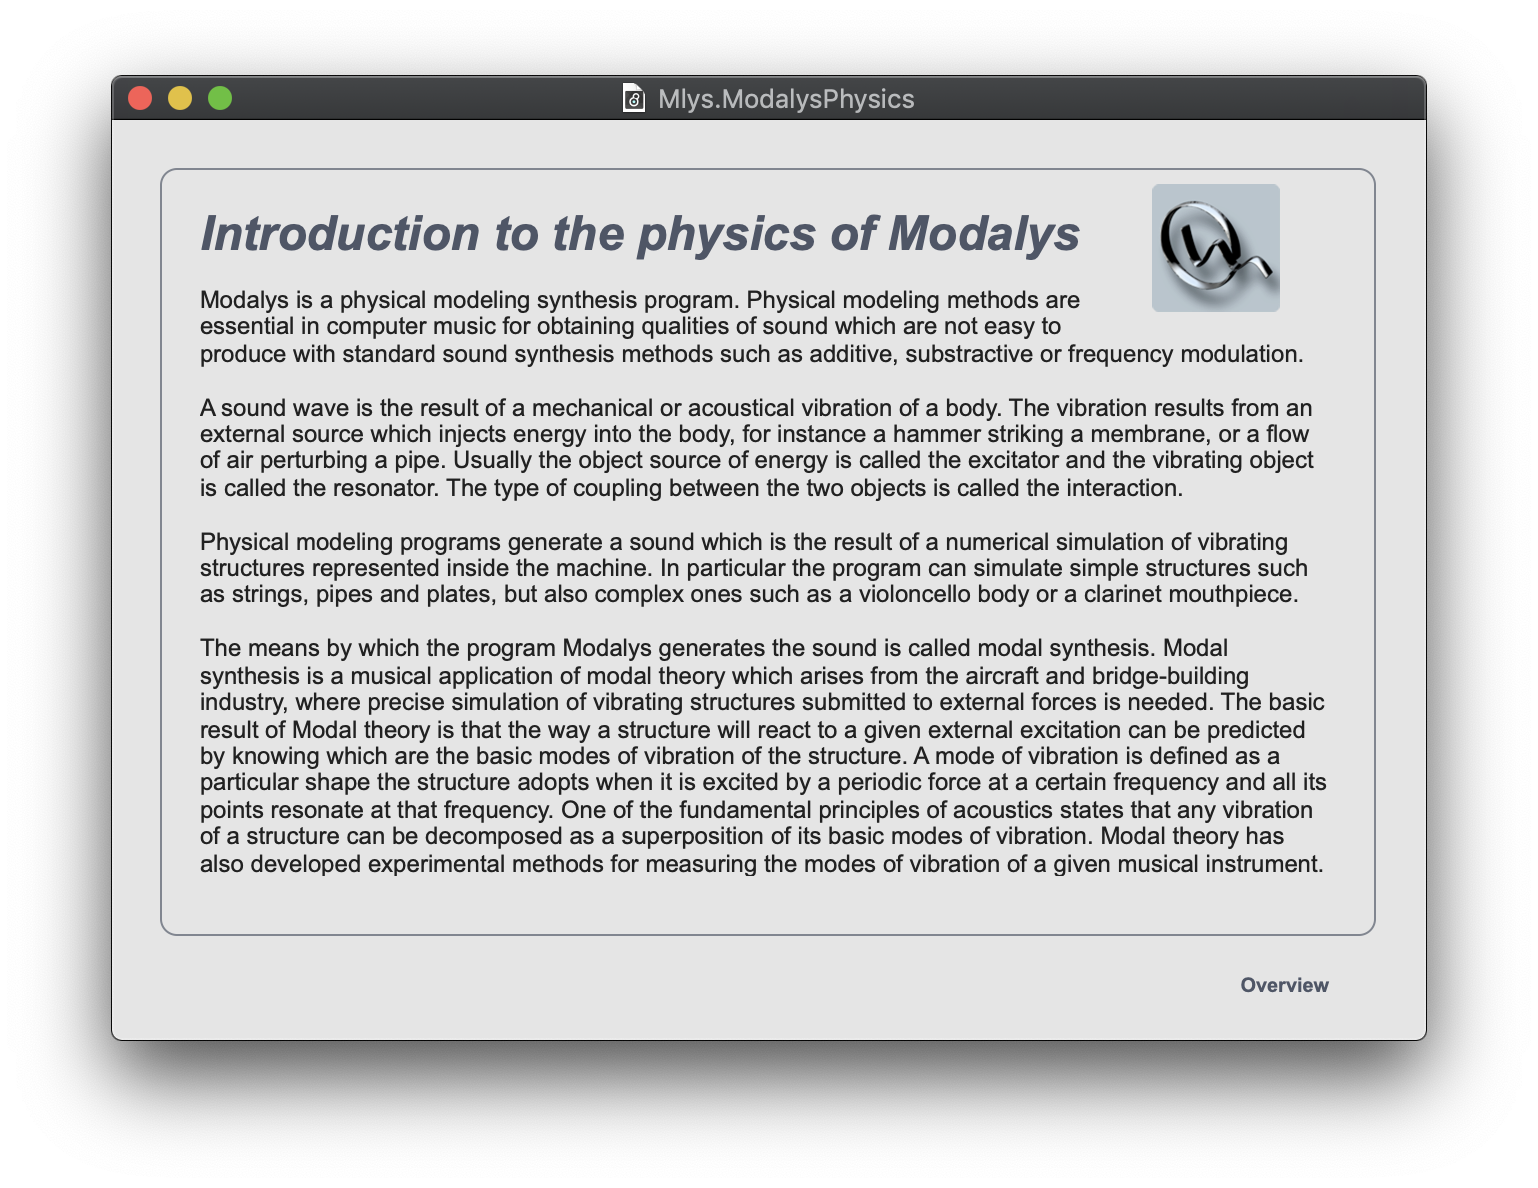 Mlys.ModalysPhysics
Introduction to the physics of Modalys
Modalys is a physical modeling synthesis program. Physical modeling methods are
essential in computer music for obtaining qualities of sound which are not easy to
produce with standard sound synthesis methods such as additive, substractive or frequency modulation.
A sound wave is the result of a mechanical or acoustical vibration of a body. The vibration results from an
external source which injects energy into the body, for instance a hammer striking a membrane, or a flow
of air perturbing a pipe. Usually the object source of energy is called the excitator and the vibrating object
is called the resonator. The type of coupling between the two objects is called the interaction.
Physical modeling programs generate a sound which is the result of a numerical simulation of vibrating
structures represented inside the machine. In particular the program can simulate simple structures such
as strings, pipes and plates, but also complex ones such as a violoncello body or a clarinet mouthpiece.
The means by which the program Modalys generates the sound is called modal synthesis. Modal
synthesis is a musical application of modal theory which arises from the aircraft and bridge-building
industry, where precise simulation of vibrating structures submitted to external forces is needed. The basic
result of Modal theory is that the way a structure will react to a given external excitation can be predicted
by knowing which are the basic modes of vibration of the structure. A mode of vibration is defined as a
particular shape the structure adopts when it is excited by a periodic force at a certain frequency and all its
points resonate at that frequency. One of the fundamental principles of acoustics states that any vibration
of a structure can be decomposed as a superposition of its basic modes of vibration. Modal theory has
also developed experimental methods for measuring the modes of vibration of a given musical instrument.
Overview